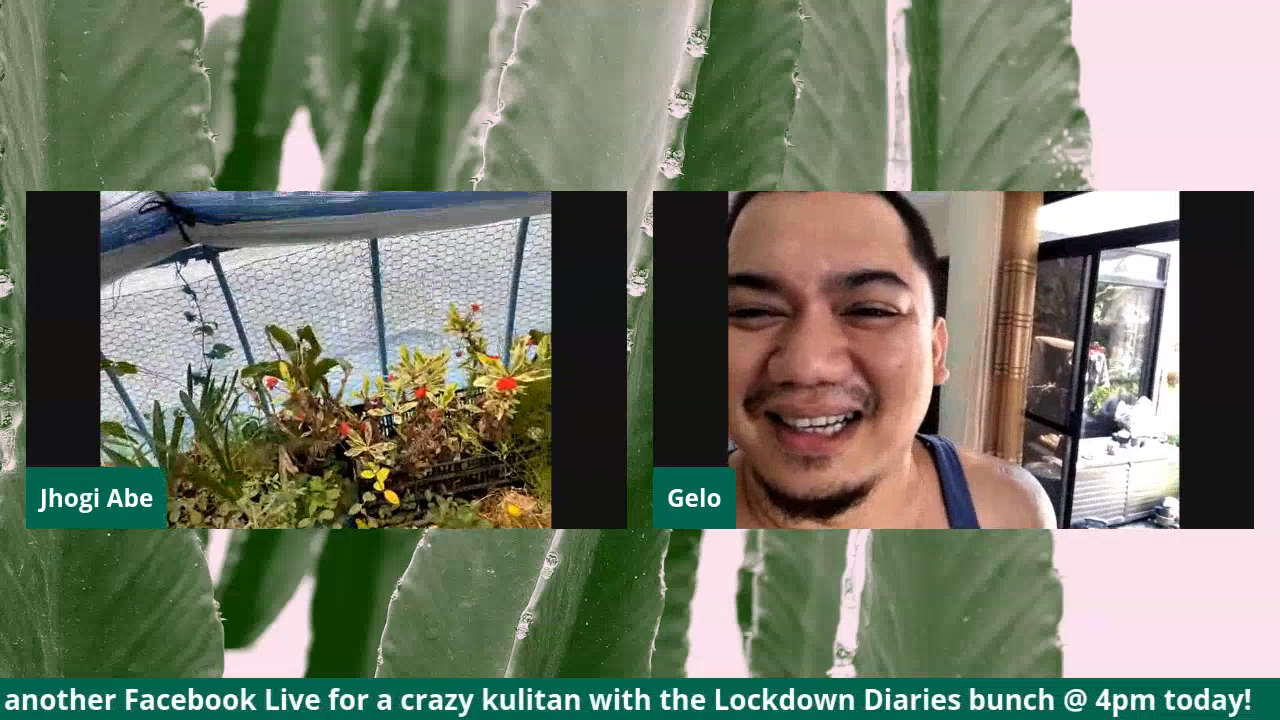 Jhogi Abe
Gelo
another Facebook Live for a crazy kulitan with the Lockdown Diaries bunch @ 4pm today!